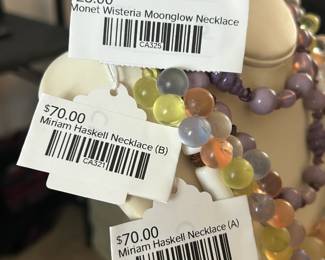 Monet Wisteria Moonglow Necklace
CA325
$70.00
Miriam Haskell Necklace (B)
CA321
$70.00
Miriam Haskell Necklace (A)